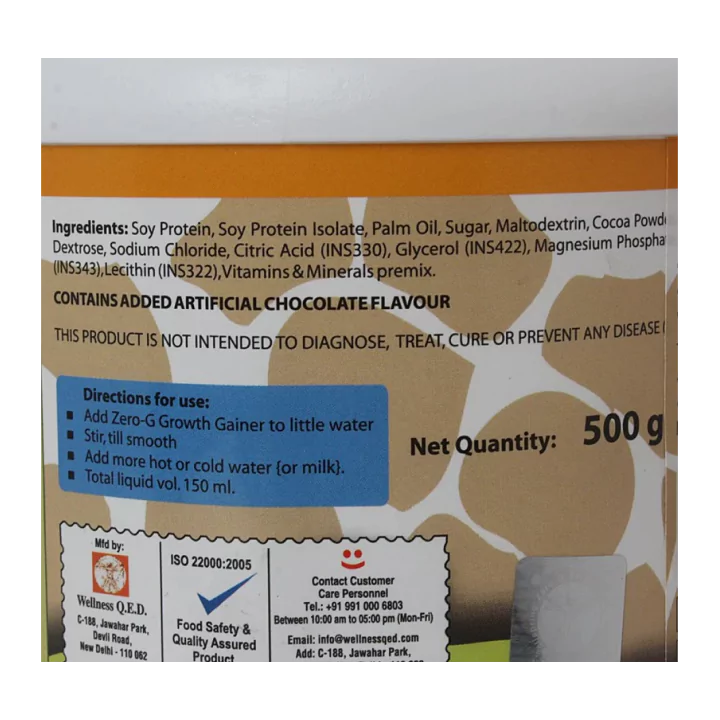 Ingredients: Soy Protein, Soy Protein Isolate, Palm Oil, Sugar, Maltodextrin, Cocoa Powde
Dextrose, Sodium Chloride, Citric Acid (INS330), Glycerol (INS422), Magnesium Phospha
(INS343),Lecithin (INS322),Vitamins & Minerals premix.
CONTAINS ADDED ARTIFICIAL CHOCOLATE FLAVOUR
THIS PRODUCT IS NOT INTENDED TO DIAGNOSE, TREAT, CURE OR PREVENT ANY DISEASE
Directions for use:
Add Zero-G Growth Gainer to little water
Stir, till smooth
Add more hot or cold water {or milk}.
Total liquid vol. 150 ml.
Net Quantity: 500 g
Mfd by:
Wellness Q.E.D.
C-188, Jawahar Park,
Devli Road,
New Delhi - 110 062
ISO 22000:2005
Food Safety &
Quality Assured
Product
Contact Customer
Care Personnel
Tel.: +91 991 000 6803
Between 10:00 am to 05:00 pm (Mon-Fri)
Email: info@wellnessqed.com
Add: C-188, Jawahar Park,